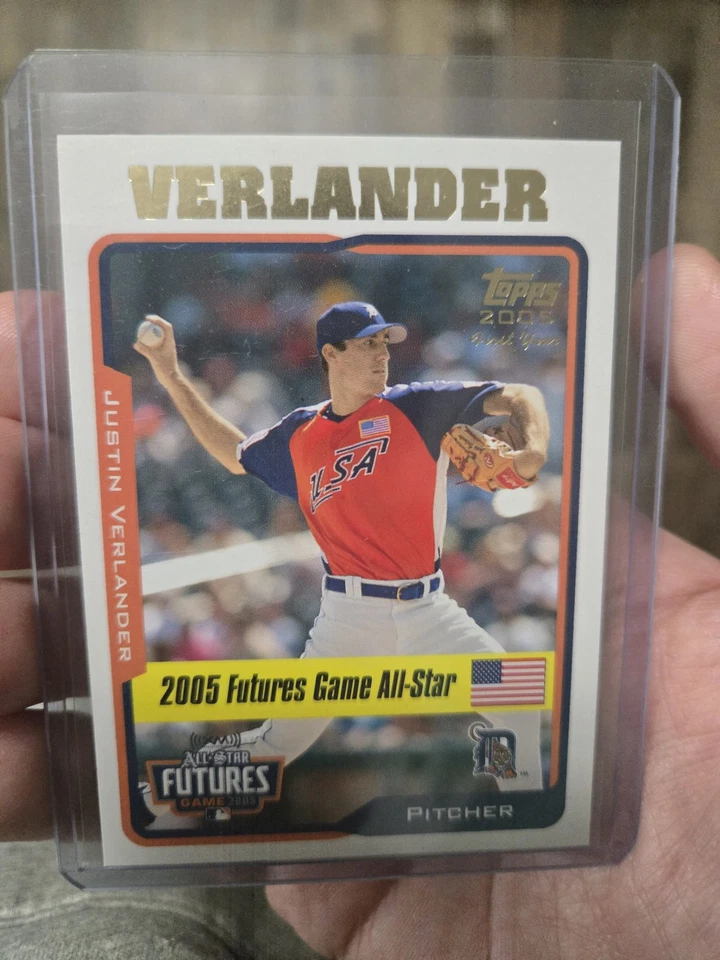 VERLANDER
Topps
2005
First Year
JUSTIN VERLANDER
USA
2005 Futures Game All-Star
ALL-STAR
FUTURES
GAME 2005
D
TM
PITCHER